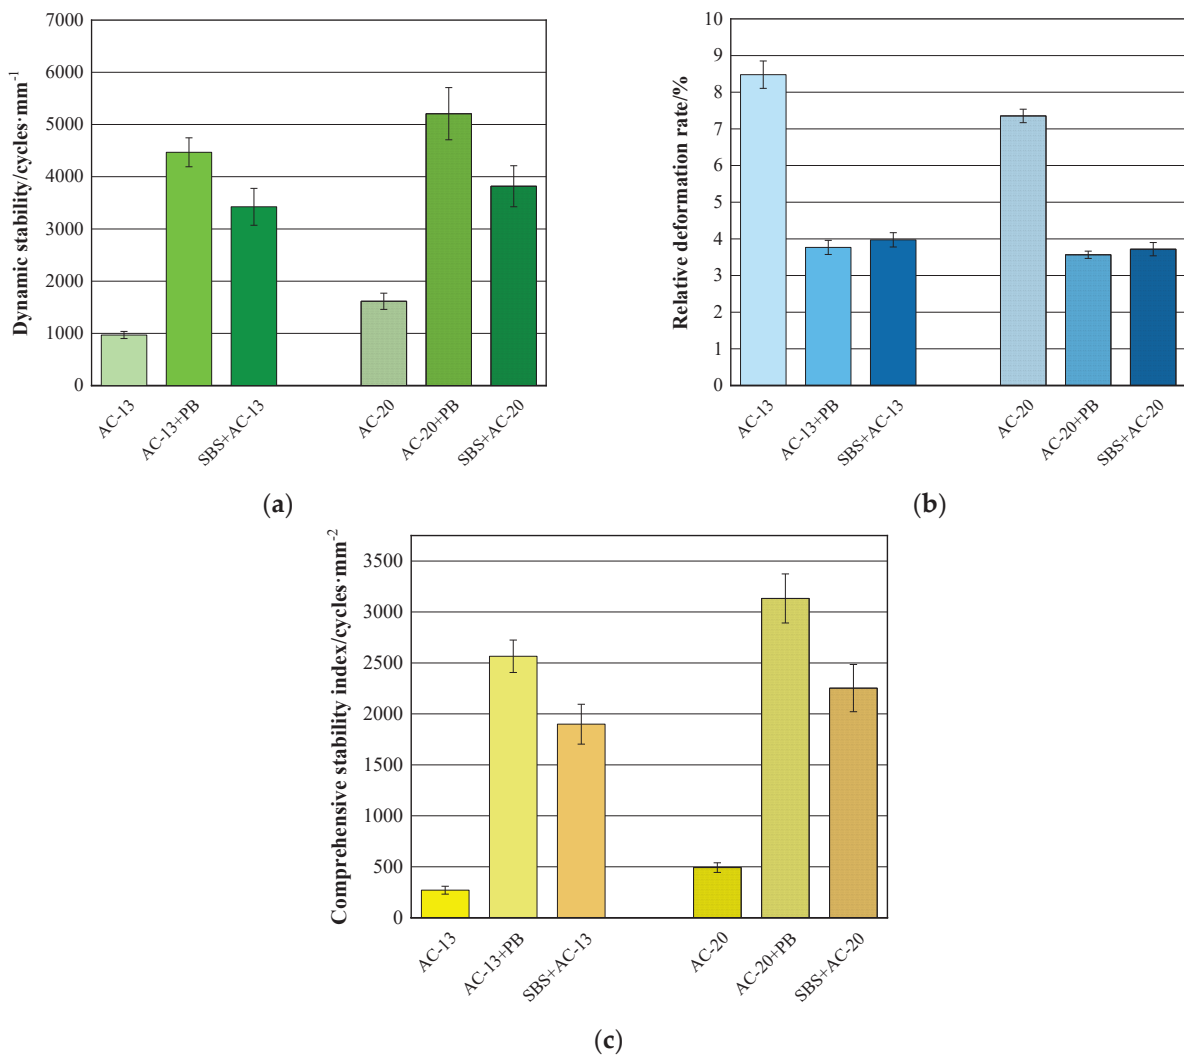 Dynamic stability/cycles·mm⁻¹
7000
6000
5000
4000
3000
2000
1000
0
AC-13
AC-13+PB
SBS+AC-13
AC-20
AC-20+PB
SBS+AC-20
(a)
Relative deformation rate/%
10
9
8
7
6
5
4
3
2
1
0
AC-13
AC-13+PB
SBS+AC-13
AC-20
AC-20+PB
SBS+AC-20
(b)
Comprehensive stability index/cycles·mm⁻²
3500
3000
2500
2000
1500
1000
500
0
AC-13
AC-13+PB
SBS+AC-13
AC-20
AC-20+PB
SBS+AC-20
(c)